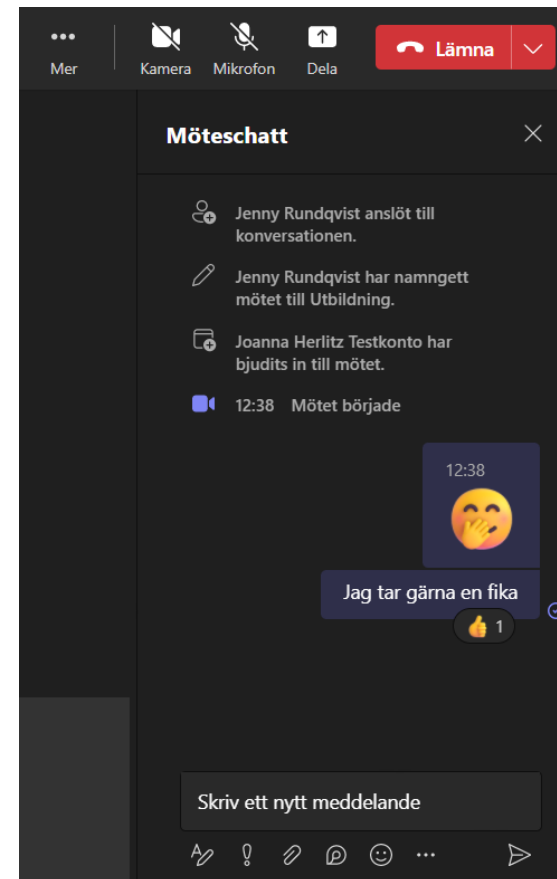 Mer
Kamera
Mikrofon
Dela
Lämna
Möteschatt
Jenny Rundqvist anslöt till
konversationen.
Jenny Rundqvist har namngett
mötet till Utbildning.
Joanna Herlitz Testkonto har
bjudits in till mötet.
12:38 Mötet började
12:38
Jag tar gärna en fika
1
Skriv ett nytt meddelande